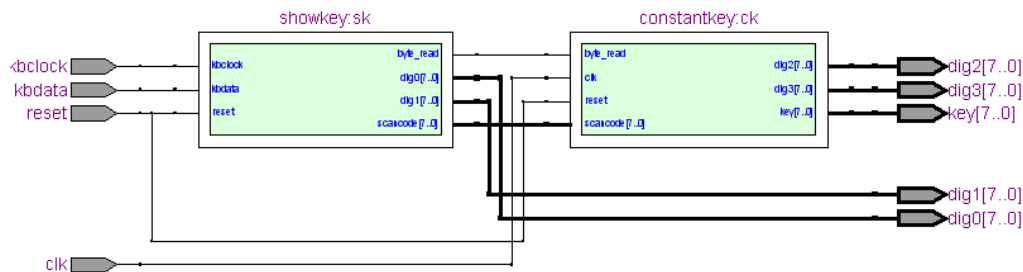 showkey:sk
constantkey:ck
kbclock
kbdata
reset
kbclock
kbdata
reset
byte_read
dig0[7..0]
dig1[7..0]
scancode[7..0]
byte_read
clk
reset
scancode[7..0]
dig2[7..0]
dig3[7..0]
key[7..0]
dig2[7..0]
dig3[7..0]
key[7..0]
dig1[7..0]
dig0[7..0]
clk